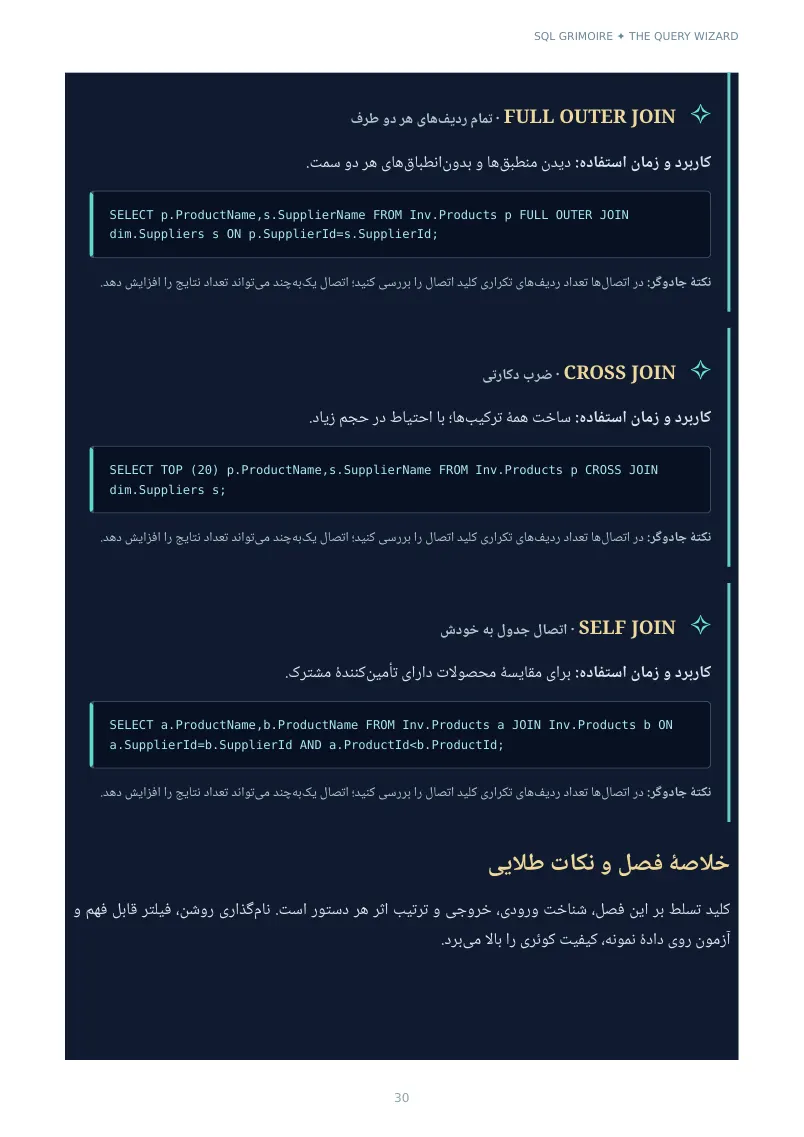 SQL GRIMOIRE ✦ THE QUERY WIZARD
✧ FULL OUTER JOIN · تمام ردیف‌های هر دو طرف
کاربرد و زمان استفاده: دیدن منطبق‌ها و بدون‌انطباق‌های هر دو سمت.
SELECT p.ProductName,s.SupplierName FROM Inv.Products p FULL OUTER JOIN
dim.Suppliers s ON p.SupplierId=s.SupplierId;
نکتهٔ جادوگر: در اتصال‌ها تعداد ردیف‌های تکراری کلید اتصال را بررسی کنید؛ اتصال یک‌به‌چند می‌تواند تعداد نتایج را افزایش دهد.
✧ CROSS JOIN · ضرب دکارتی
کاربرد و زمان استفاده: ساخت همهٔ ترکیب‌ها؛ با احتیاط در حجم زیاد.
SELECT TOP (20) p.ProductName,s.SupplierName FROM Inv.Products p CROSS JOIN
dim.Suppliers s;
نکتهٔ جادوگر: در اتصال‌ها تعداد ردیف‌های تکراری کلید اتصال را بررسی کنید؛ اتصال یک‌به‌چند می‌تواند تعداد نتایج را افزایش دهد.
✧ SELF JOIN · اتصال جدول به خودش
کاربرد و زمان استفاده: برای مقایسهٔ محصولات دارای تأمین‌کنندهٔ مشترک.
SELECT a.ProductName,b.ProductName FROM Inv.Products a JOIN Inv.Products b ON
a.SupplierId=b.SupplierId AND a.ProductId<b.ProductId;
نکتهٔ جادوگر: در اتصال‌ها تعداد ردیف‌های تکراری کلید اتصال را بررسی کنید؛ اتصال یک‌به‌چند می‌تواند تعداد نتایج را افزایش دهد.
خلاصهٔ فصل و نکات طلایی
کلید تسلط بر این فصل، شناخت ورودی، خروجی و ترتیب اثر هر دستور است. نام‌گذاری روشن، فیلتر قابل فهم و
آزمون روی دادهٔ نمونه، کیفیت کوئری را بالا می‌برد.
30